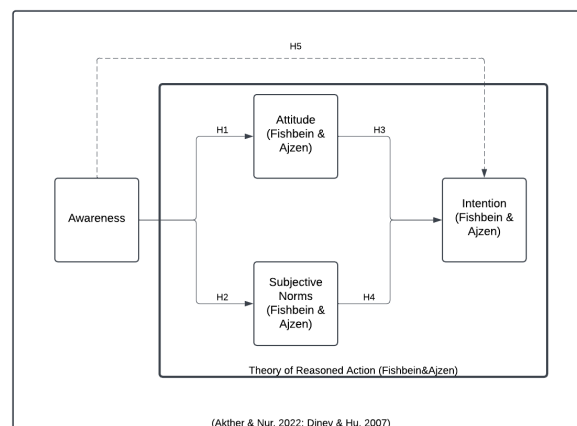 H5
Attitude
(Fishbein &
Ajzen)
H1
H3
Awareness
Intention
(Fishbein &
Ajzen)
Subjective
Norms
(Fishbein &
Ajzen)
H2
H4
Theory of Reasoned Action (Fishbein&Ajzen)
(Akther & Nur, 2022; Dinev & Hu, 2007)